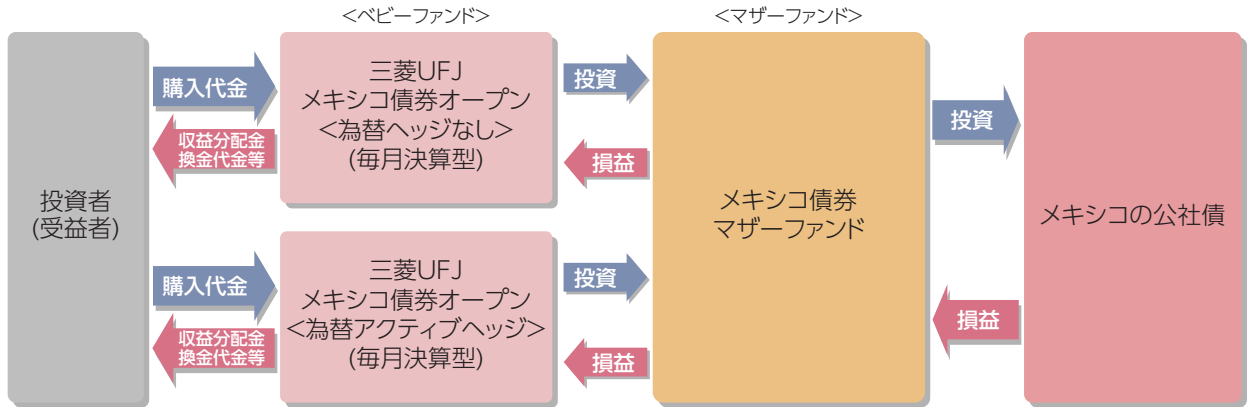 <ベビーファンド>
<マザーファンド>
投資者
(受益者)
購入代金
収益分配金
換金代金等
三菱UFJ
メキシコ債券オープン
<為替ヘッジなし>
(毎月決算型)
投資
損益
購入代金
収益分配金
換金代金等
三菱UFJ
メキシコ債券オープン
<為替アクティブヘッジ>
(毎月決算型)
投資
損益
メキシコ債券
マザーファンド
投資
損益
メキシコの公社債